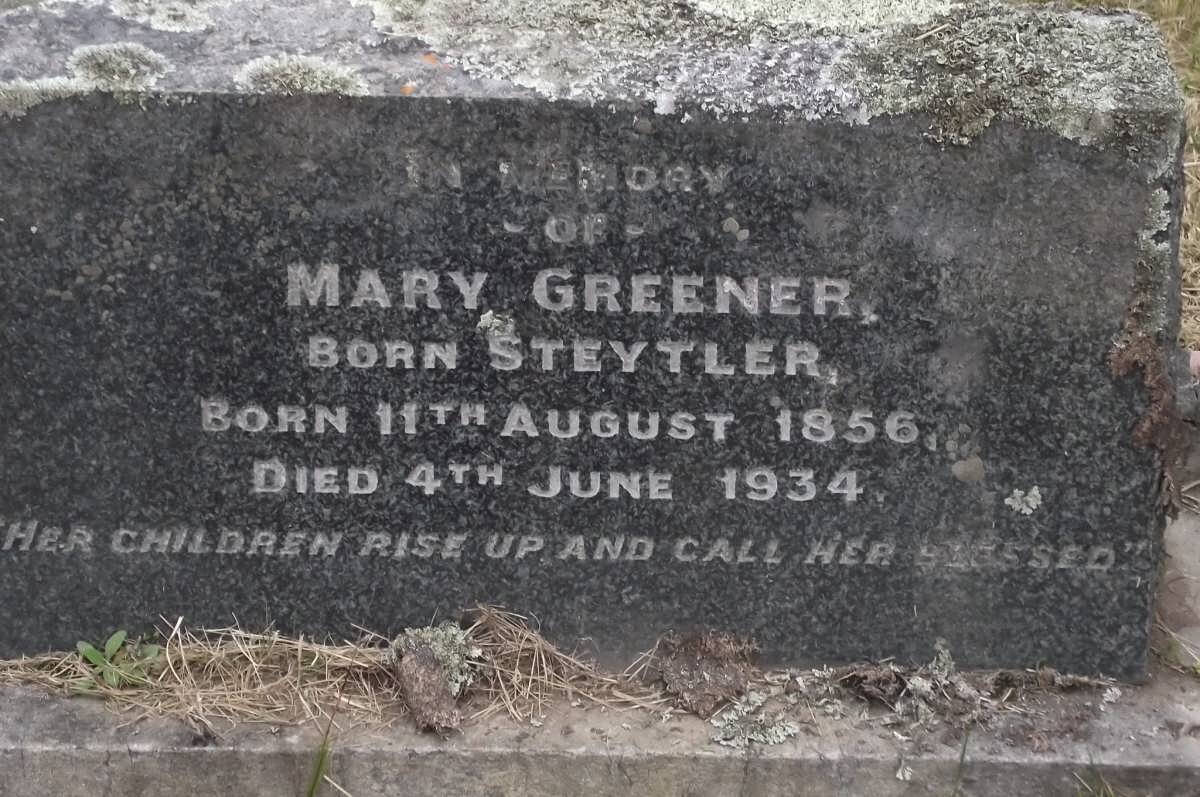 IN MEMORY
- OF -
MARY GREENER,
BORN STEYTLER,
BORN 11TH AUGUST 1856,
DIED 4TH JUNE 1934.
"HER CHILDREN RISE UP AND CALL HER BLESSED"